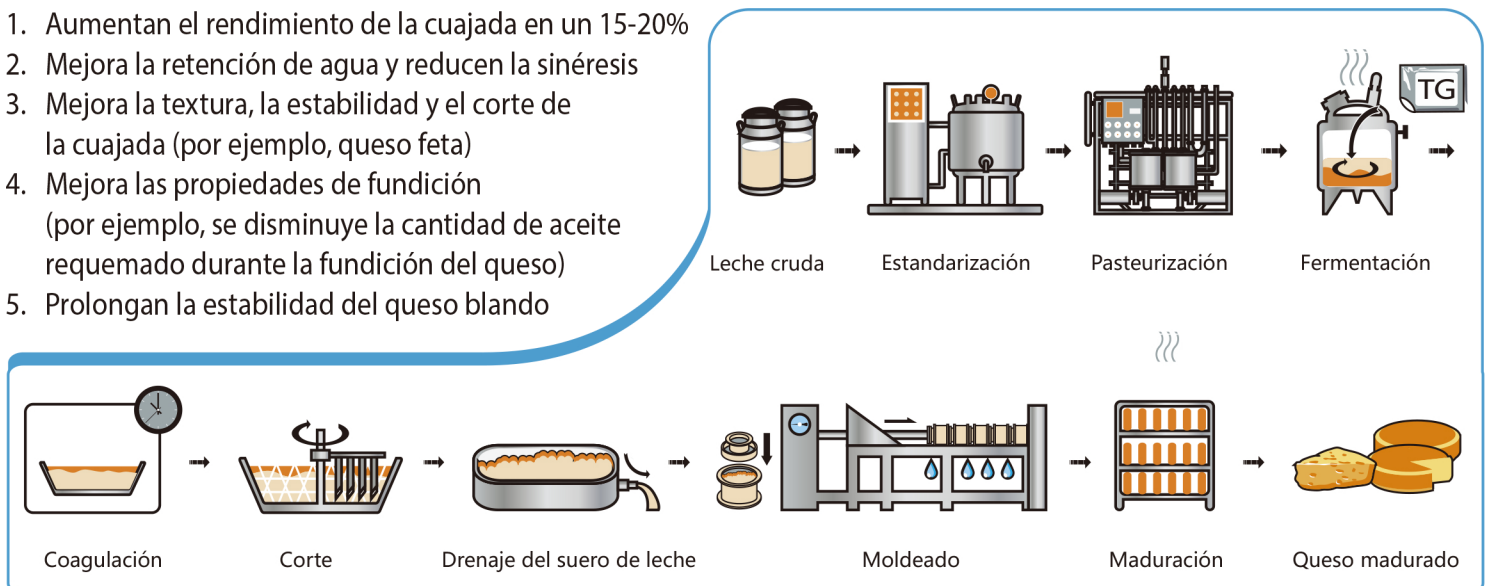 1. Aumentan el rendimiento de la cuajada en un 15-20%
2. Mejora la retención de agua y reducen la sinéresis
3. Mejora la textura, la estabilidad y el corte de
la cuajada (por ejemplo, queso feta)
4. Mejora las propiedades de fundición
(por ejemplo, se disminuye la cantidad de aceite
requemado durante la fundición del queso)
5. Prolongan la estabilidad del queso blando
TG
Leche cruda
Estandarización
Pasteurización
Fermentación
Coagulación
Corte
Drenaje del suero de leche
Moldeado
Maduración
Queso madurado